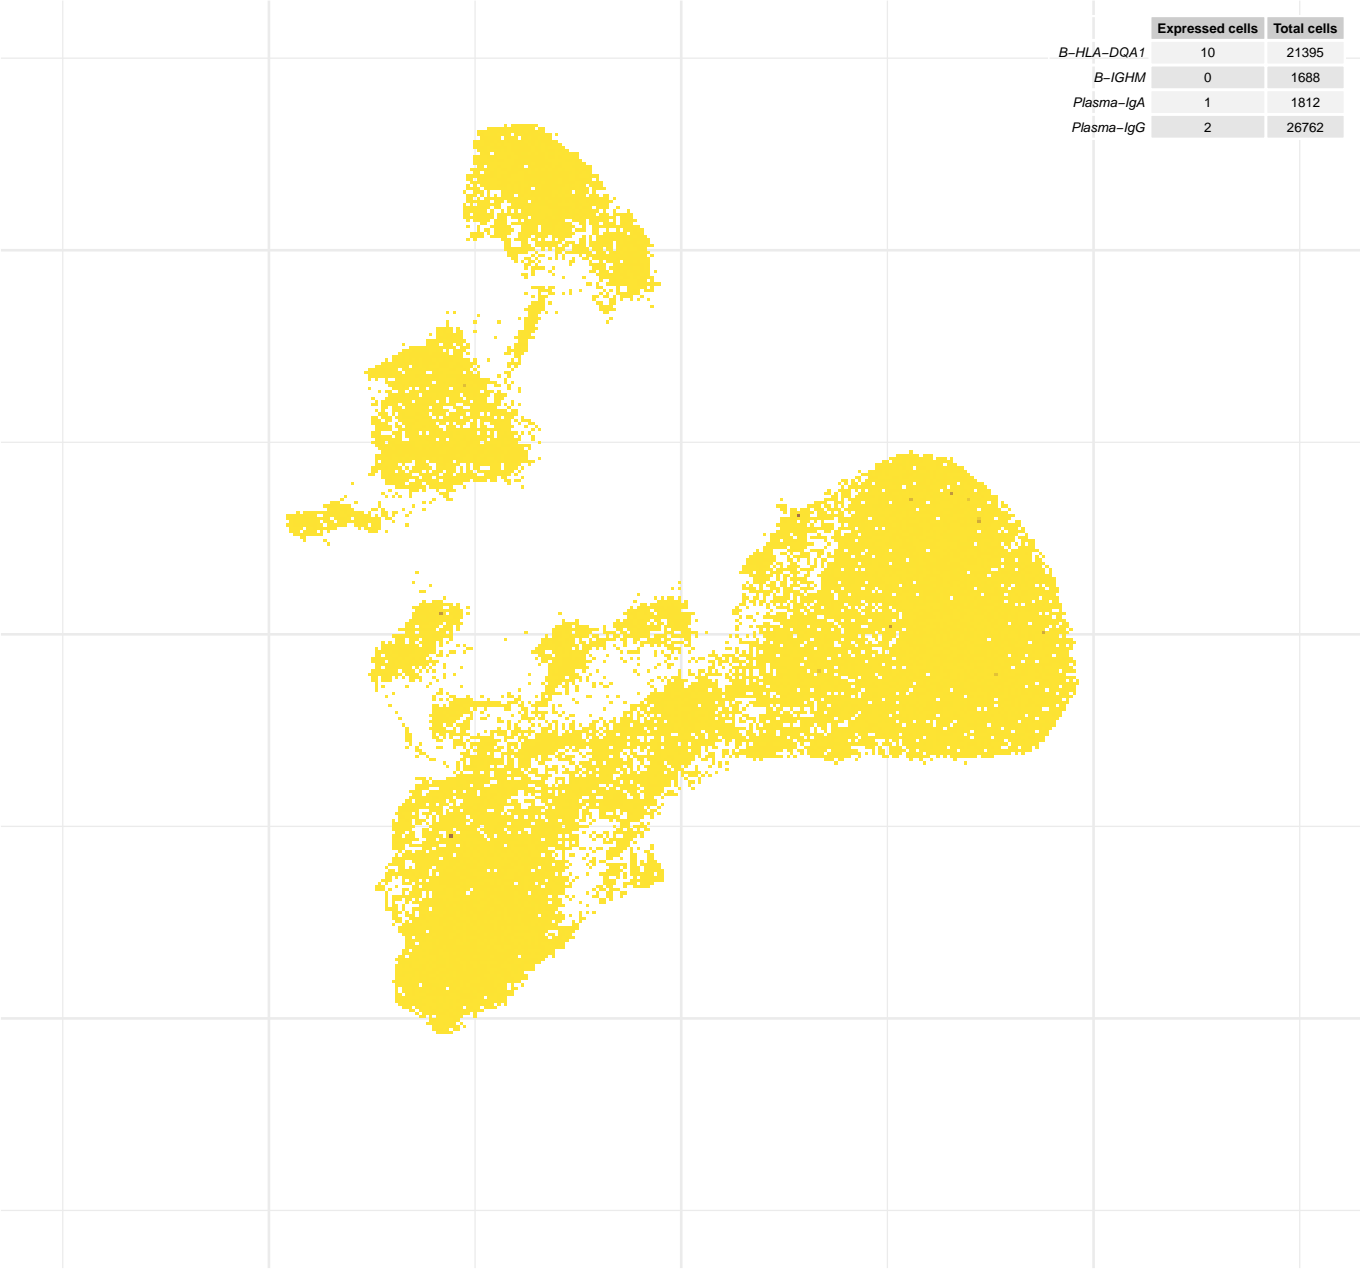 Expressed cells Total cells
B−HLA−DQA1 10 21395
B−IGHM 0 1688
Plasma−IgA 1 1812
Plasma−IgG 2 26762